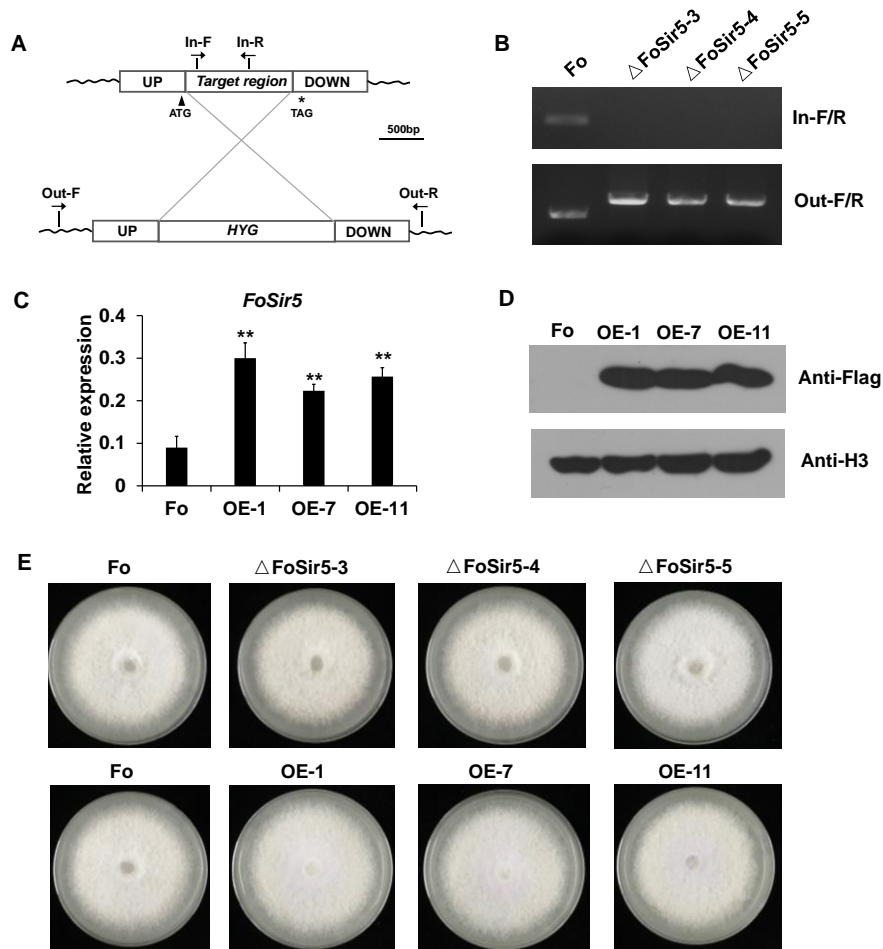 A
In-F In-R
UP Target region DOWN
ATG * TAG
500bp
Out-F Out-R
UP HYG DOWN
B
Fo △FoSir5-3 △FoSir5-4 △FoSir5-5
In-F/R
Out-F/R
C
FoSir5
Relative expression
0.4
0.3
0.2
0.1
0
** ** **
Fo OE-1 OE-7 OE-11
D
Fo OE-1 OE-7 OE-11
Anti-Flag
Anti-H3
E
Fo △FoSir5-3 △FoSir5-4 △FoSir5-5
Fo OE-1 OE-7 OE-11